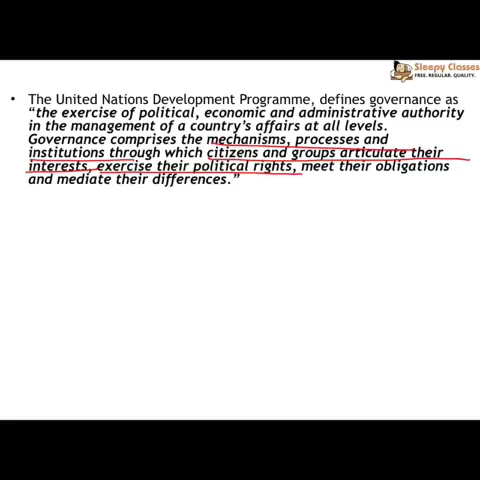 Sleepy Classes
FREE. REGULAR. QUALITY.
• The United Nations Development Programme, defines governance as
“the exercise of political, economic and administrative authority
in the management of a country’s affairs at all levels.
Governance comprises the mechanisms, processes and
institutions through which citizens and groups articulate their
interests, exercise their political rights, meet their obligations
and mediate their differences.”